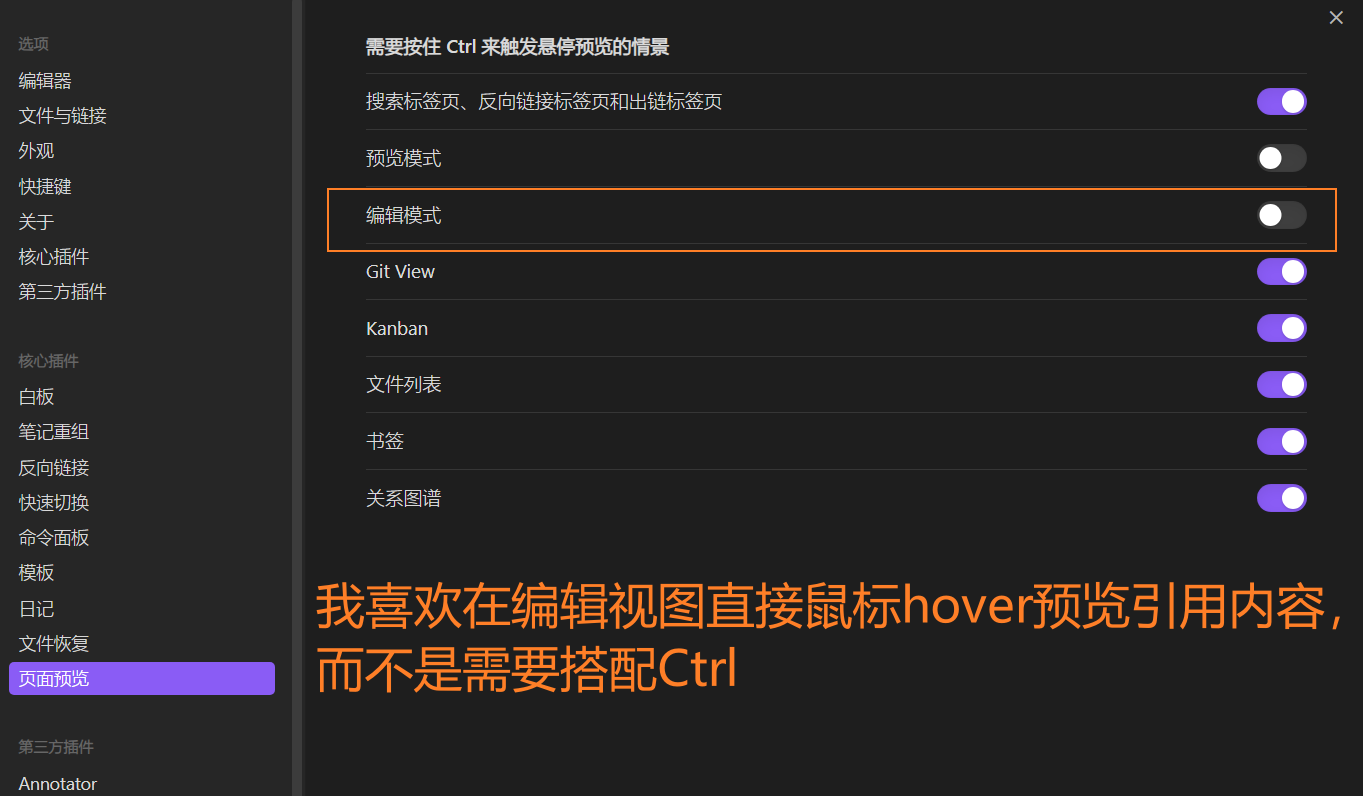 选项
编辑器
文件与链接
外观
快捷键
关于
核心插件
第三方插件
核心插件
白板
笔记重组
反向链接
快速切换
命令面板
模板
日记
文件恢复
页面预览
第三方插件
Annotator
需要按住 Ctrl 来触发悬停预览的情景
搜索标签页、反向链接标签页和出链标签页
预览模式
编辑模式
Git View
Kanban
文件列表
书签
关系图谱
我喜欢在编辑视图直接鼠标hover预览引用内容，
而不是需要搭配Ctrl